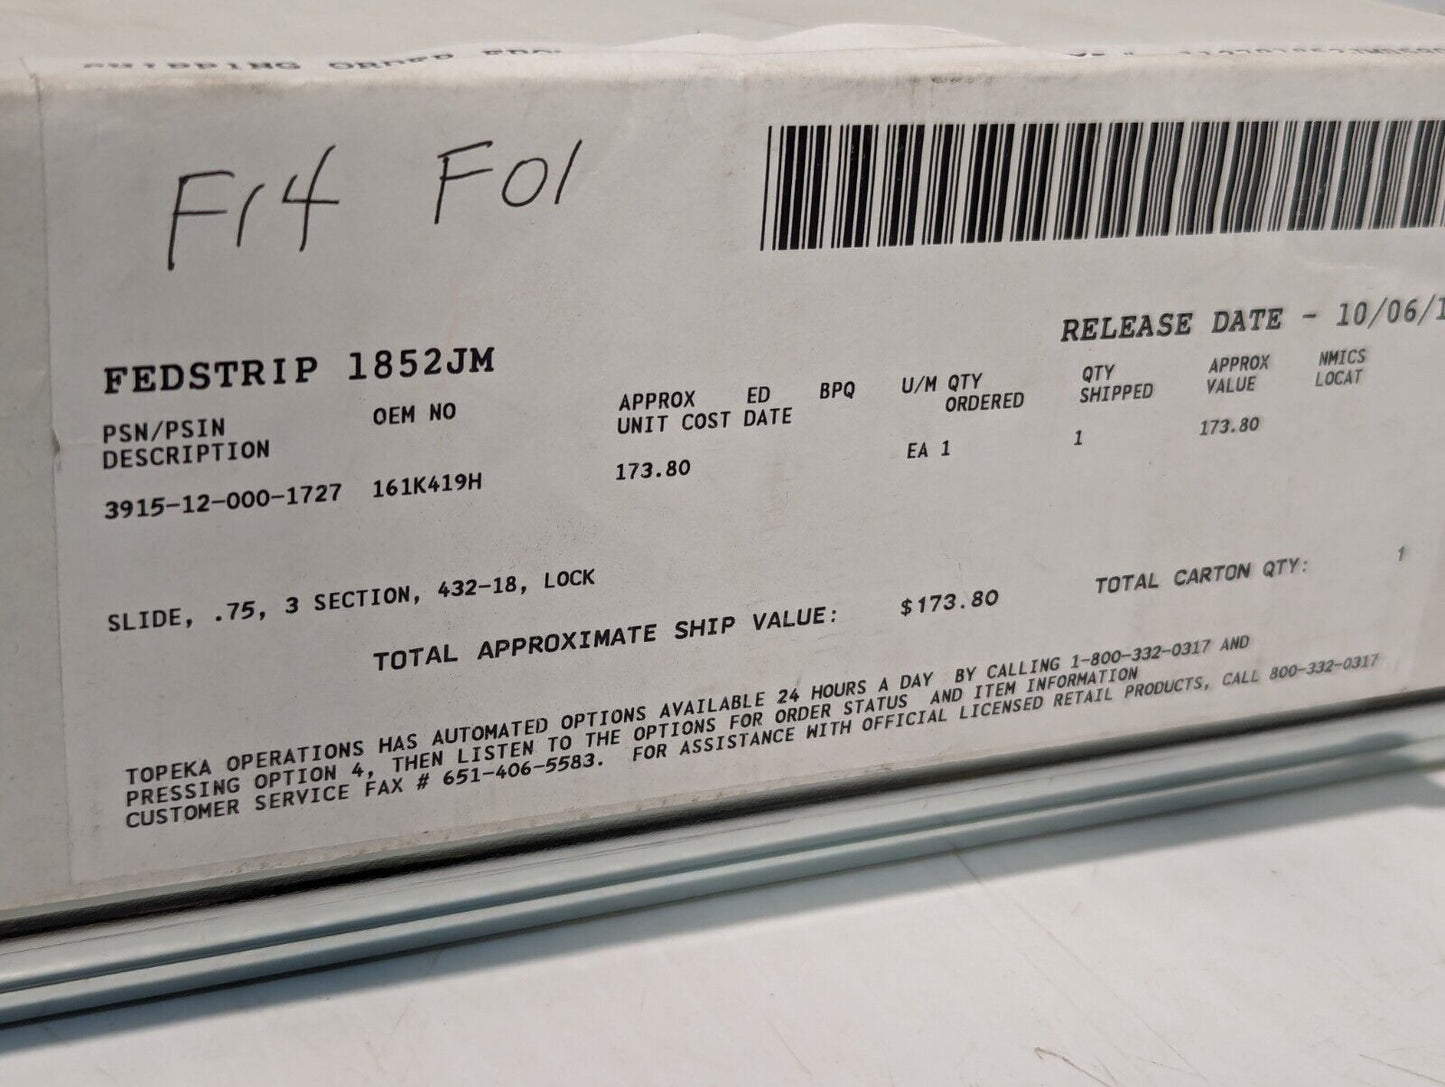 SHIPPING ORDER
F14 F01
RELEASE DATE - 10/06/1
FEDSTRIP 1852JM
PSN/PSIN OEM NO APPROX ED BPQ U/M QTY QTY APPROX NMICS
DESCRIPTION UNIT COST DATE ORDERED SHIPPED VALUE LOCAT
3915-12-000-1727 161K419H 173.80 EA 1 1 173.80
SLIDE, .75, 3 SECTION, 432-18, LOCK
TOTAL APPROXIMATE SHIP VALUE: $173.80 TOTAL CARTON QTY: 1
TOPEKA OPERATIONS HAS AUTOMATED OPTIONS AVAILABLE 24 HOURS A DAY BY CALLING 1-800-332-0317 AND
PRESSING OPTION 4, THEN LISTEN TO THE OPTIONS FOR ORDER STATUS AND ITEM INFORMATION
CUSTOMER SERVICE FAX # 651-406-5583. FOR ASSISTANCE WITH OFFICIAL LICENSED RETAIL PRODUCTS, CALL 800-332-0317